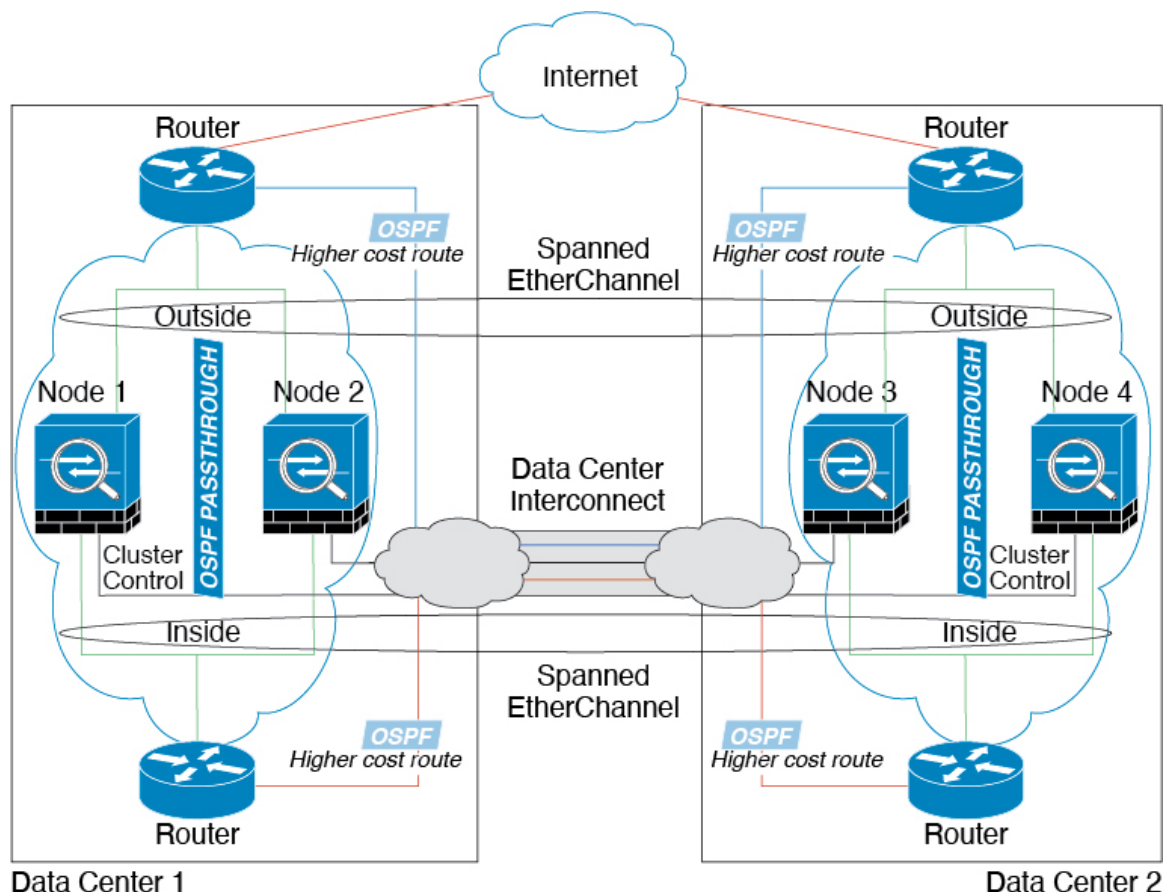 Internet
Router
Router
OSPF
Higher cost route
Spanned
EtherChannel
OSPF
Higher cost route
Outside
Outside
Node 1
OSPF PASSTHROUGH
Node 2
Node 3
OSPF PASSTHROUGH
Node 4
Data Center
Interconnect
Cluster
Control
Cluster
Control
Inside
Inside
Spanned
EtherChannel
OSPF
Higher cost route
OSPF
Higher cost route
Router
Router
Data Center 1
Data Center 2